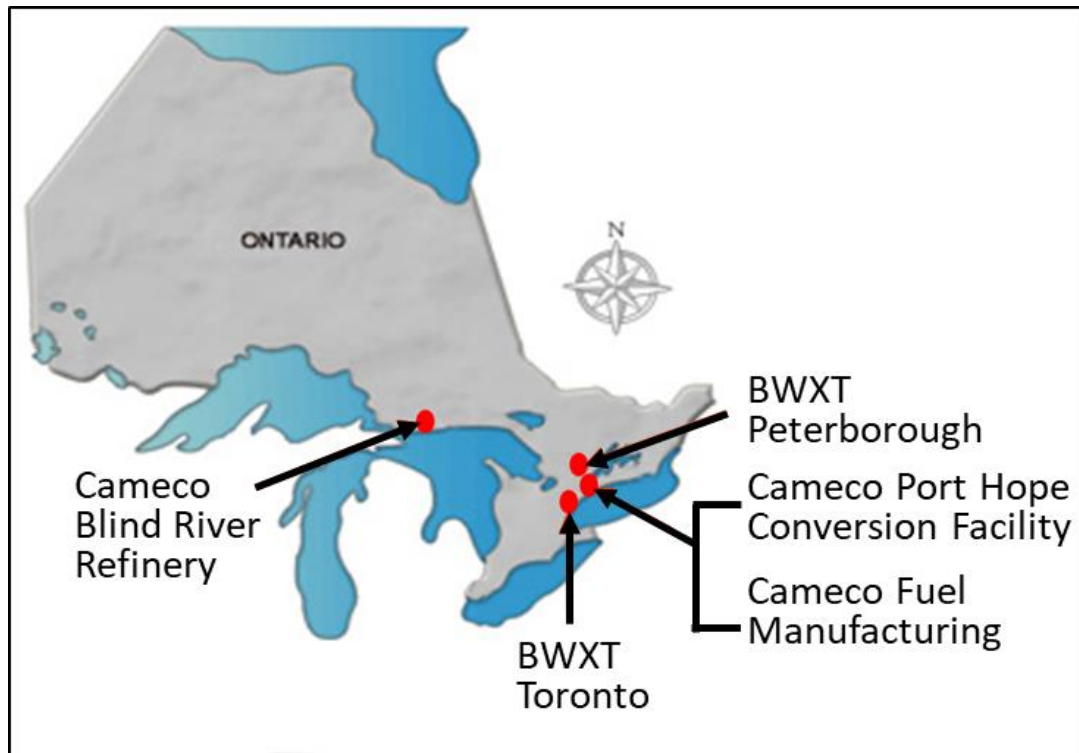 ONTARIO
N
BWXT
Peterborough
Cameco
Blind River
Refinery
Cameco Port Hope
Conversion Facility
Cameco Fuel
Manufacturing
BWXT
Toronto